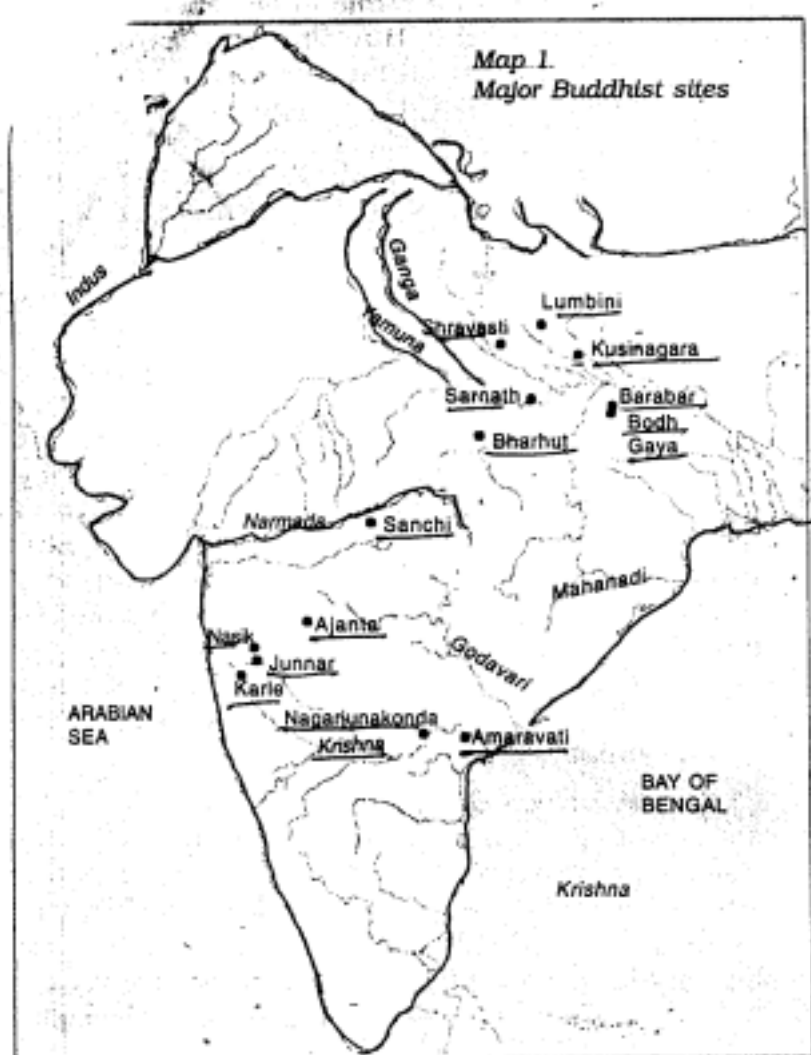 Map 1.
Major Buddhist sites
Indus
Ganga
Yamuna
Lumbini
Shravasti
Kusinagara
Sarnath
Barabar
Bodh
Gaya
Bharhut
Narmada
Sanchi
Mahanadi
Ajanta
Nasik
Junnar
Godavari
Karle
ARABIAN
SEA
Nagarjunakonda
Krishna
Amaravati
BAY OF
BENGAL
Krishna